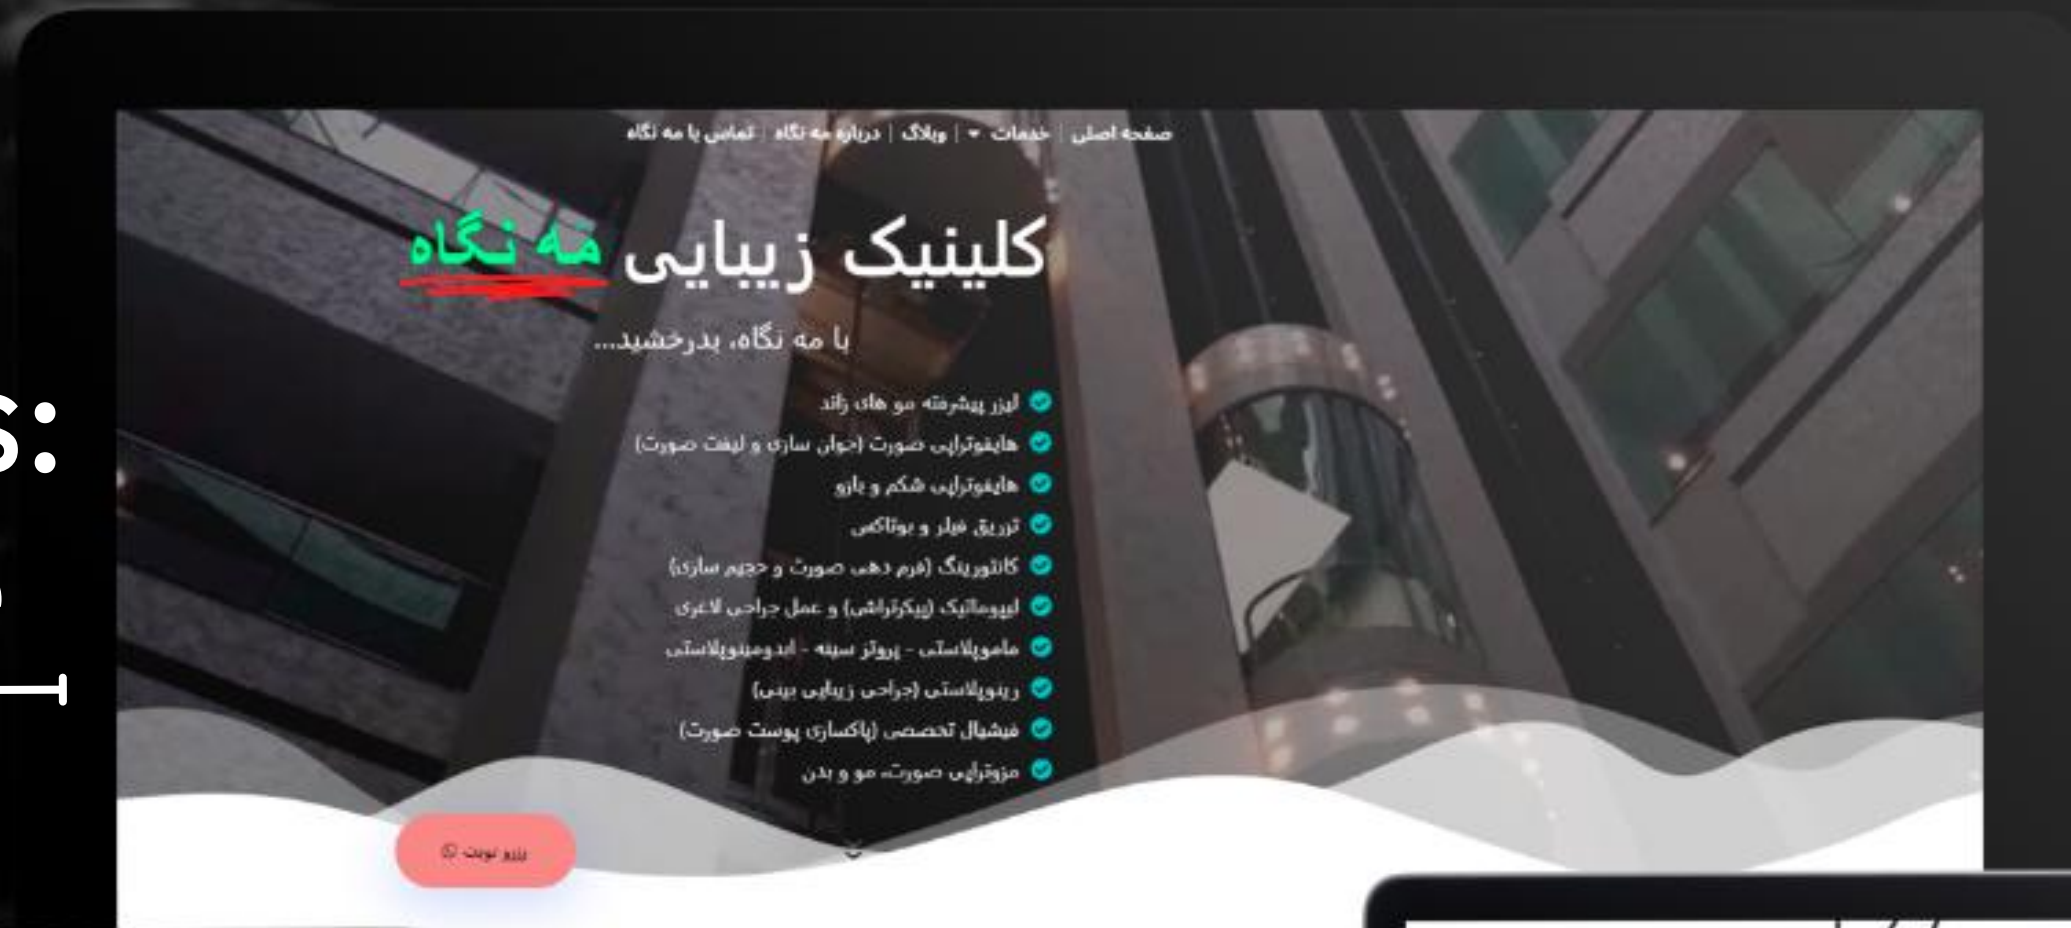 صفحه اصلی | خدمات | وبلاگ | درباره مه نگاه | تماس با مه نگاه
کلینیک زیبایی مه نگاه
با مه نگاه، بدرخشید...
لیزر پیشرفته مو های زائد
هایفوتراپی صورت (جوان سازی و لیفت صورت)
هایفوتراپی شکم و بازو
تزریق فیلر و بوتاکس
کانتورینگ (فرم دهی صورت و حجیم سازی)
لیپوماتیک (پیکرتراشی) و عمل جراحی لاغری
ماموپلاستی - پروتز سینه - ابدومینوپلاستی
رینوپلاستی (جراحی زیبایی بینی)
فیشیال تخصصی (پاکسازی پوست صورت)
مزوتراپی صورت، مو و بدن
رزرو نوبت
s: